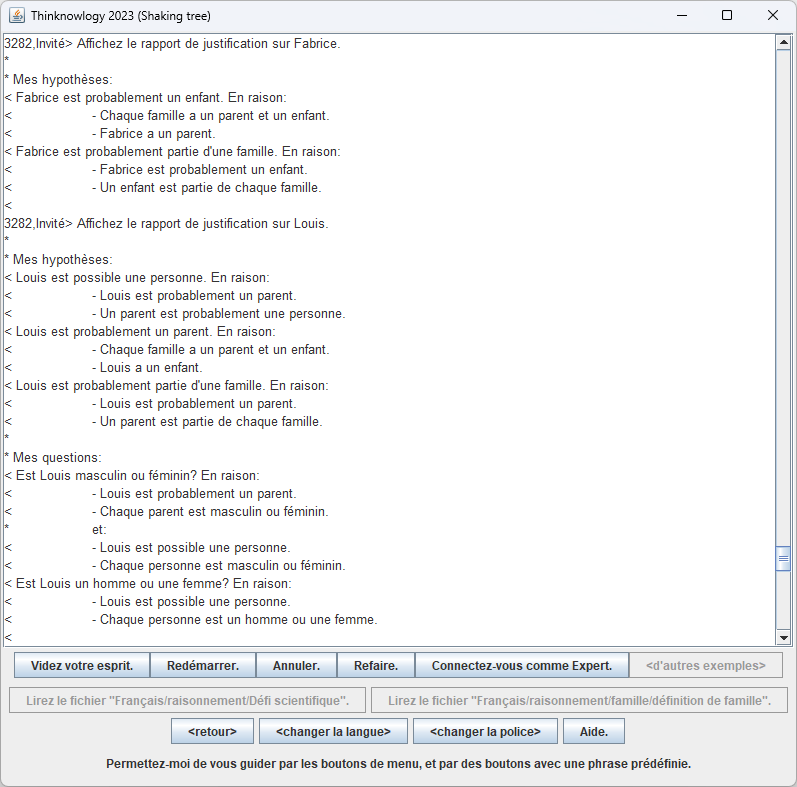 Thinknowlogy 2023 (Shaking tree)
3282,Invité> Affichez le rapport de justification sur Fabrice.
*
* Mes hypothèses:
< Fabrice est probablement un enfant. En raison:
< - Chaque famille a un parent et un enfant.
< - Fabrice a un parent.
< Fabrice est probablement partie d'une famille. En raison:
< - Fabrice est probablement un enfant.
< - Un enfant est partie de chaque famille.
<
3282,Invité> Affichez le rapport de justification sur Louis.
*
* Mes hypothèses:
< Louis est possible une personne. En raison:
< - Louis est probablement un parent.
< - Un parent est probablement une personne.
< Louis est probablement un parent. En raison:
< - Chaque famille a un parent et un enfant.
< - Louis a un enfant.
< Louis est probablement partie d'une famille. En raison:
< - Louis est probablement un parent.
< - Un parent est partie de chaque famille.
*
* Mes questions:
< Est Louis masculin ou féminin? En raison:
< - Louis est probablement un parent.
< - Chaque parent est masculin ou féminin.
* et:
< - Louis est possible une personne.
< - Chaque personne est masculin ou féminin.
< Est Louis un homme ou une femme? En raison:
< - Louis est possible une personne.
< - Chaque personne est un homme ou une femme.
<
Videz votre esprit. Redémarrer. Annuler. Refaire. Connectez-vous comme Expert. <d'autres exemples>
Lirez le fichier "Français/raisonnement/Défi scientifique". Lirez le fichier "Français/raisonnement/famille/définition de famille".
<retour> <changer la langue> <changer la police> Aide.
Permettez-moi de vous guider par les boutons de menu, et par des boutons avec une phrase prédéfinie.